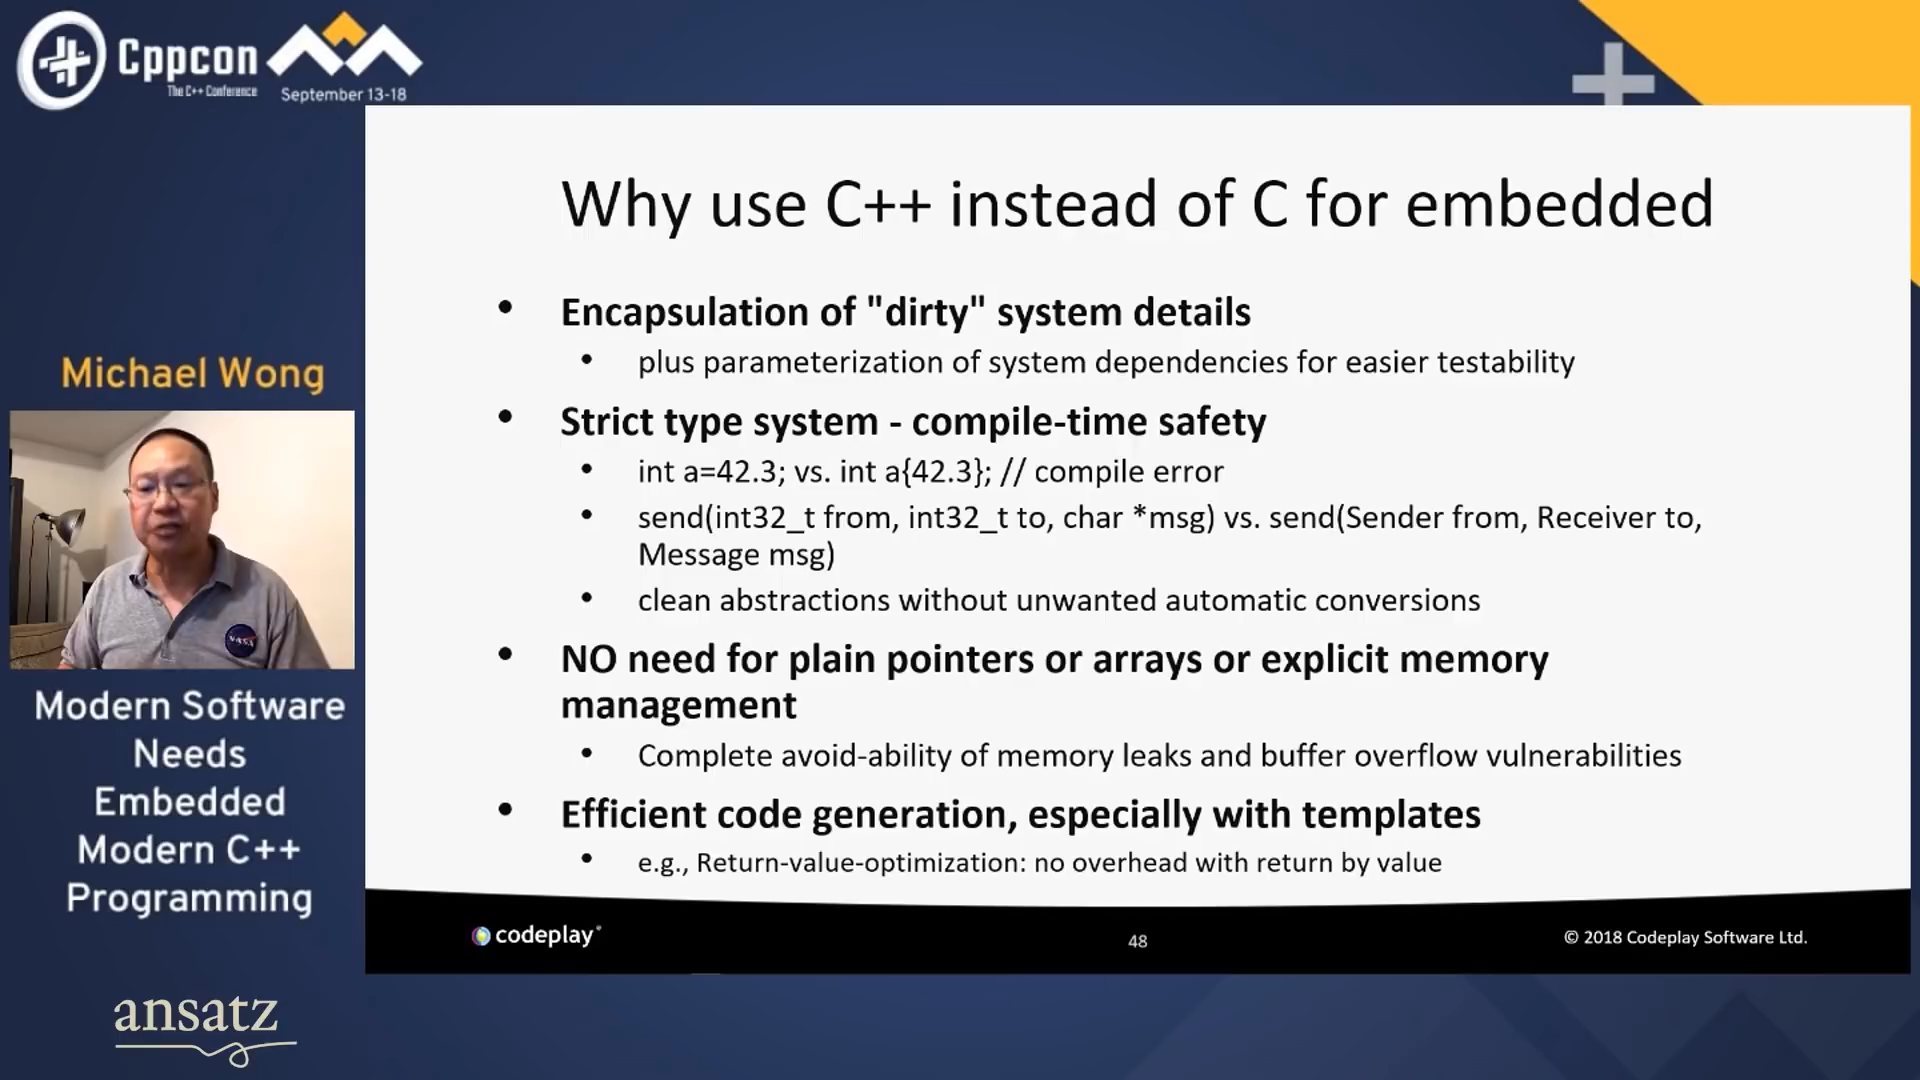 Cppcon
The C++ Conference
September 13-18
Michael Wong
NASA
Modern Software
Needs
Embedded
Modern C++
Programming
ansatz
Why use C++ instead of C for embedded
• Encapsulation of "dirty" system details
• plus parameterization of system dependencies for easier testability
• Strict type system - compile-time safety
• int a=42.3; vs. int a{42.3}; // compile error
• send(int32_t from, int32_t to, char *msg) vs. send(Sender from, Receiver to,
Message msg)
• clean abstractions without unwanted automatic conversions
• NO need for plain pointers or arrays or explicit memory
management
• Complete avoid-ability of memory leaks and buffer overflow vulnerabilities
• Efficient code generation, especially with templates
• e.g., Return-value-optimization: no overhead with return by value
codeplay®
48
© 2018 Codeplay Software Ltd.